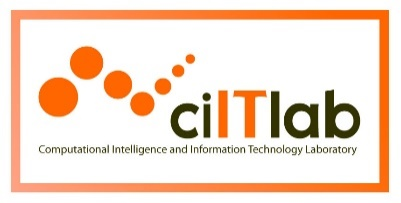 ciITlab
Computational Intelligence and Information Technology Laboratory